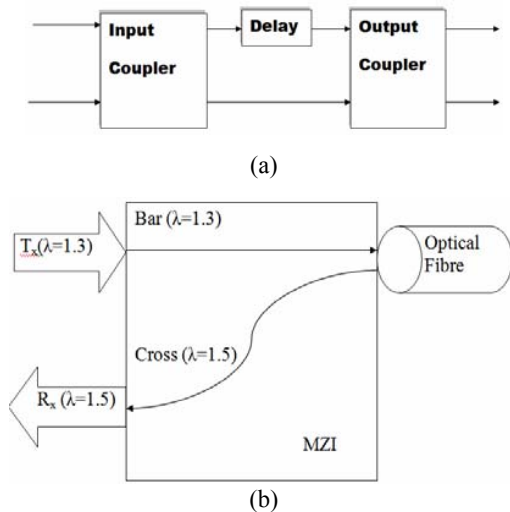 Input
Coupler
Delay
Output
Coupler
(a)
Bar (λ=1.3)
Tx(λ=1.3)
Optical
Fibre
Cross (λ=1.5)
Rx (λ=1.5)
MZI
(b)